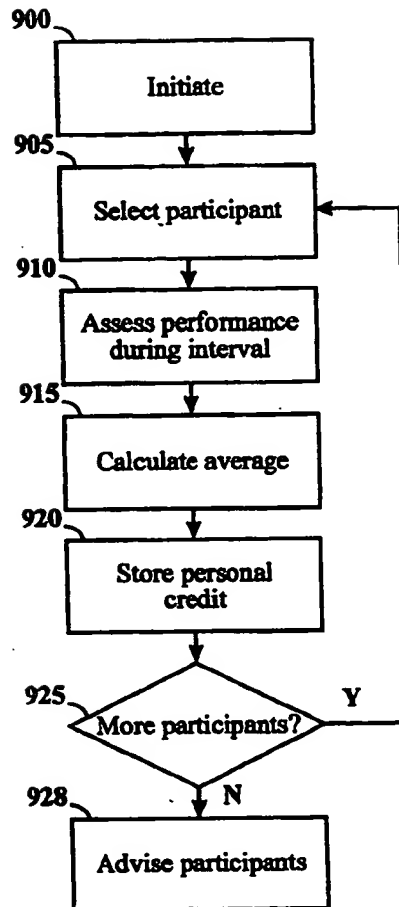 900
Initiate
905
Select participant
910
Assess performance
during interval
915
Calculate average
920
Store personal
credit
925
More participants?
Y
N
928
Advise participants